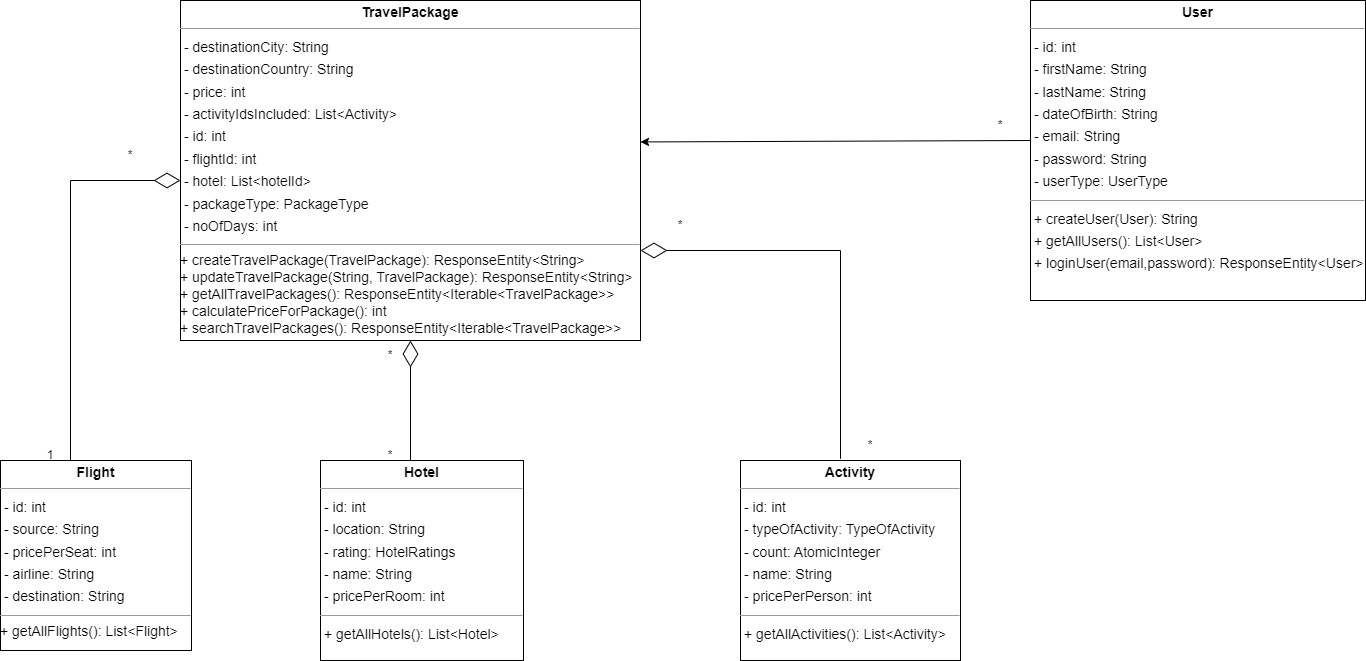 TravelPackage
- destinationCity: String
- destinationCountry: String
- price: int
- activityIdsIncluded: List<Activity>
- id: int
- flightId: int
- hotel: List<hotelId>
- packageType: PackageType
- noOfDays: int
+ createTravelPackage(TravelPackage): ResponseEntity<String>
+ updateTravelPackage(String, TravelPackage): ResponseEntity<String>
+ getAllTravelPackages(): ResponseEntity<Iterable<TravelPackage>>
+ calculatePriceForPackage(): int
+ searchTravelPackages(): ResponseEntity<Iterable<TravelPackage>>
User
- id: int
- firstName: String
- lastName: String
- dateOfBirth: String
- email: String
- password: String
- userType: UserType
+ createUser(User): String
+ getAllUsers(): List<User>
+ loginUser(email,password): ResponseEntity<User>
*
*
*
*
1
*
*
Flight
- id: int
- source: String
- pricePerSeat: int
- airline: String
- destination: String
+ getAllFlights(): List<Flight>
Hotel
- id: int
- location: String
- rating: HotelRatings
- name: String
- pricePerRoom: int
+ getAllHotels(): List<Hotel>
Activity
- id: int
- typeOfActivity: TypeOfActivity
- count: AtomicInteger
- name: String
- pricePerPerson: int
+ getAllActivities(): List<Activity>